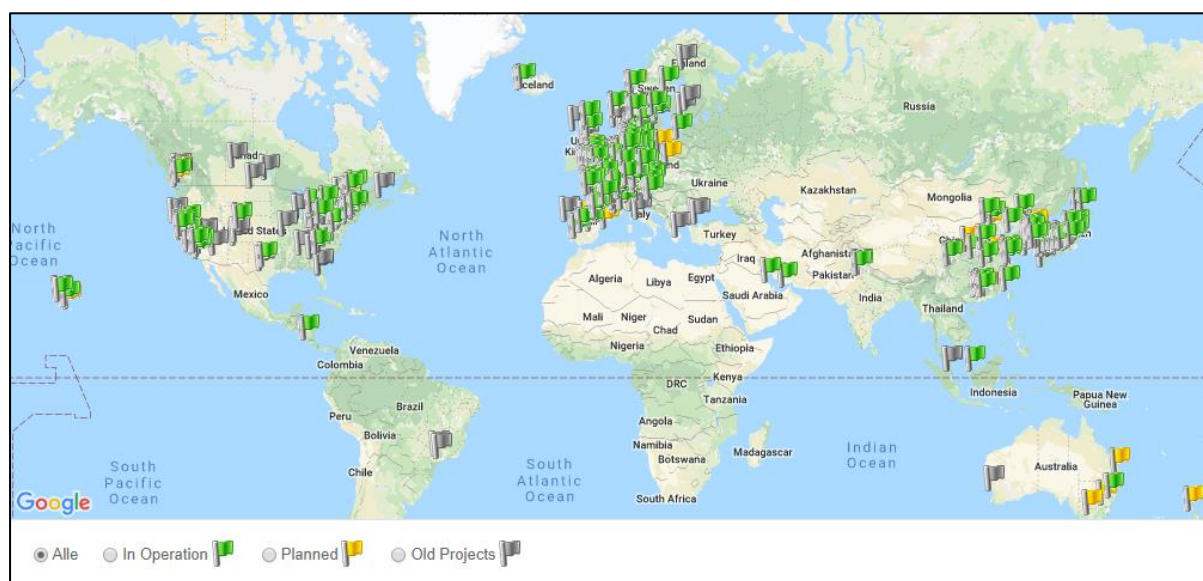 Iceland
Finland
Sweden
Russia
Ukraine
Kazakhstan
Mongolia
Italy
Turkey
North
Pacific
Ocean
United States
North
Atlantic
Ocean
Afghanistan
Iraq
Pakistan
Algeria
Libya
Egypt
Saudi Arabia
India
Mexico
Mali
Niger
Sudan
Thailand
Chad
Nigeria
Ethiopia
Venezuela
Colombia
DRC
Kenya
Indonesia
Papua New
Guinea
Tanzania
Peru
Brazil
Angola
Bolivia
Namibia
Botswana
Madagascar
Indian
Ocean
South
Pacific
Ocean
Chile
South
Atlantic
Ocean
South Africa
Australia
Google
Alle In Operation Planned Old Projects